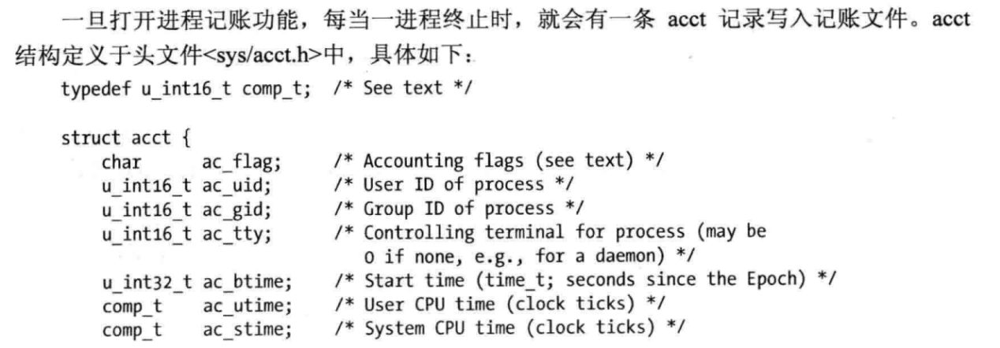 一旦打开进程记账功能，每当一进程终止时，就会有一条 acct 记录写入记账文件。acct
结构定义于头文件<sys/acct.h>中，具体如下：
typedef u_int16_t comp_t; /* See text */
struct acct {
char ac_flag; /* Accounting flags (see text) */
u_int16_t ac_uid; /* User ID of process */
u_int16_t ac_gid; /* Group ID of process */
u_int16_t ac_tty; /* Controlling terminal for process (may be
0 if none, e.g., for a daemon) */
u_int32_t ac_btime; /* Start time (time_t; seconds since the Epoch) */
comp_t ac_utime; /* User CPU time (clock ticks) */
comp_t ac_stime; /* System CPU time (clock ticks) */